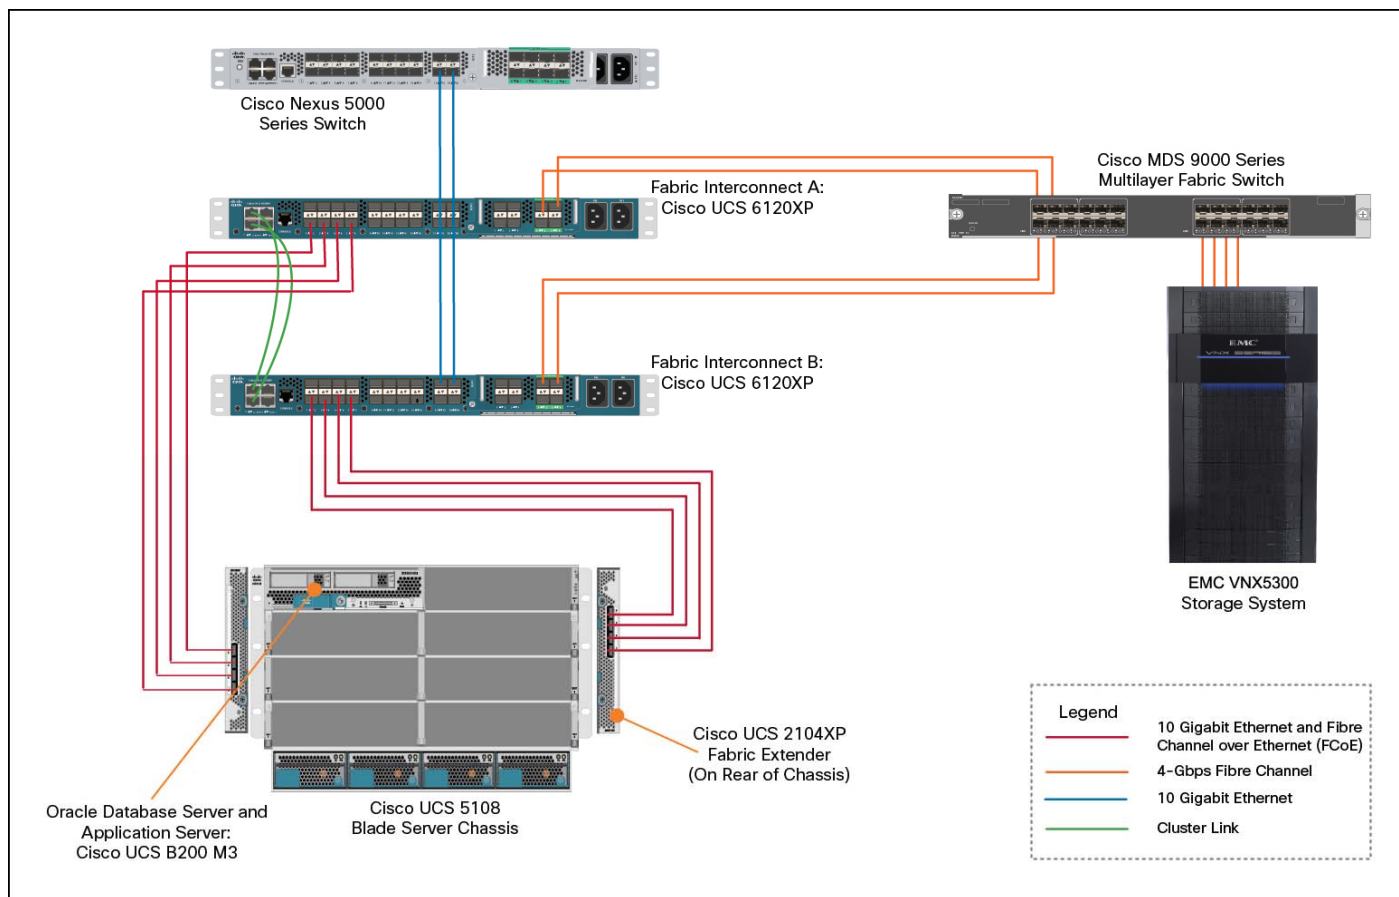 Cisco Nexus 5000
Series Switch
Fabric Interconnect A:
Cisco UCS 6120XP
Cisco MDS 9000 Series
Multilayer Fabric Switch
Fabric Interconnect B:
Cisco UCS 6120XP
EMC²
VNX SERIES
EMC VNX5300
Storage System
Cisco UCS 2104XP
Fabric Extender
(On Rear of Chassis)
Oracle Database Server and
Application Server:
Cisco UCS B200 M3
Cisco UCS 5108
Blade Server Chassis
Legend
10 Gigabit Ethernet and Fibre
Channel over Ethernet (FCoE)
4-Gbps Fibre Channel
10 Gigabit Ethernet
Cluster Link